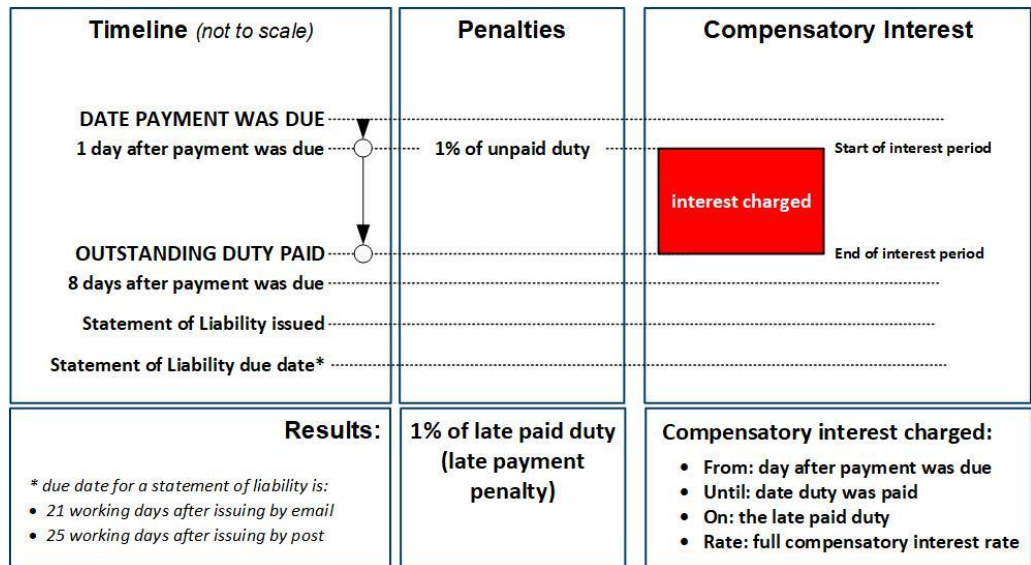 Timeline (not to scale)
Penalties
Compensatory Interest
DATE PAYMENT WAS DUE
1 day after payment was due
1% of unpaid duty
Start of interest period
interest charged
OUTSTANDING DUTY PAID
End of interest period
8 days after payment was due
Statement of Liability issued
Statement of Liability due date*
Results:
* due date for a statement of liability is:
• 21 working days after issuing by email
• 25 working days after issuing by post
1% of late paid duty
(late payment
penalty)
Compensatory interest charged:
• From: day after payment was due
• Until: date duty was paid
• On: the late paid duty
• Rate: full compensatory interest rate